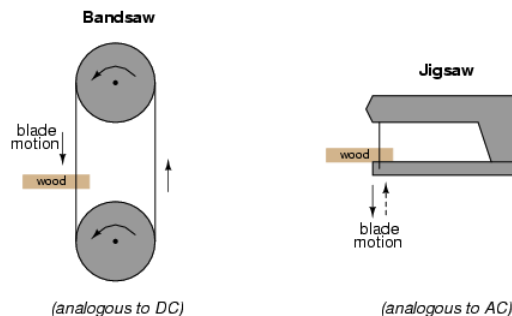 Bandsaw
blade
motion
wood
(analogous to DC)
Jigsaw
wood
blade
motion
(analogous to AC)